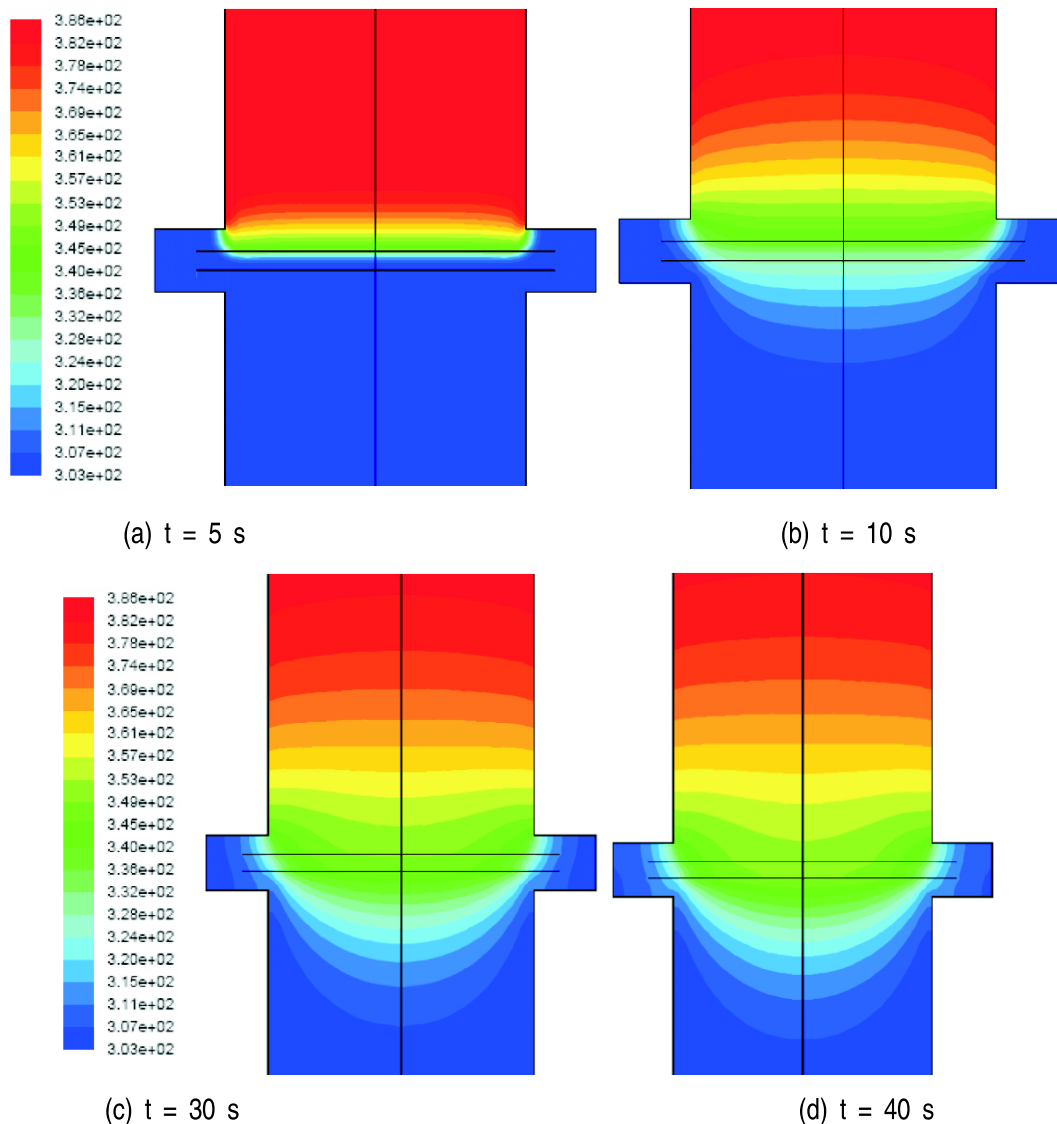 3.86e+02
3.82e+02
3.78e+02
3.74e+02
3.69e+02
3.65e+02
3.61e+02
3.57e+02
3.53e+02
3.49e+02
3.45e+02
3.40e+02
3.36e+02
3.32e+02
3.28e+02
3.24e+02
3.20e+02
3.15e+02
3.11e+02
3.07e+02
3.03e+02
(a) t = 5 s
(b) t = 10 s
3.86e+02
3.82e+02
3.78e+02
3.74e+02
3.69e+02
3.65e+02
3.61e+02
3.57e+02
3.53e+02
3.49e+02
3.45e+02
3.40e+02
3.36e+02
3.32e+02
3.28e+02
3.24e+02
3.20e+02
3.15e+02
3.11e+02
3.07e+02
3.03e+02
(c) t = 30 s
(d) t = 40 s